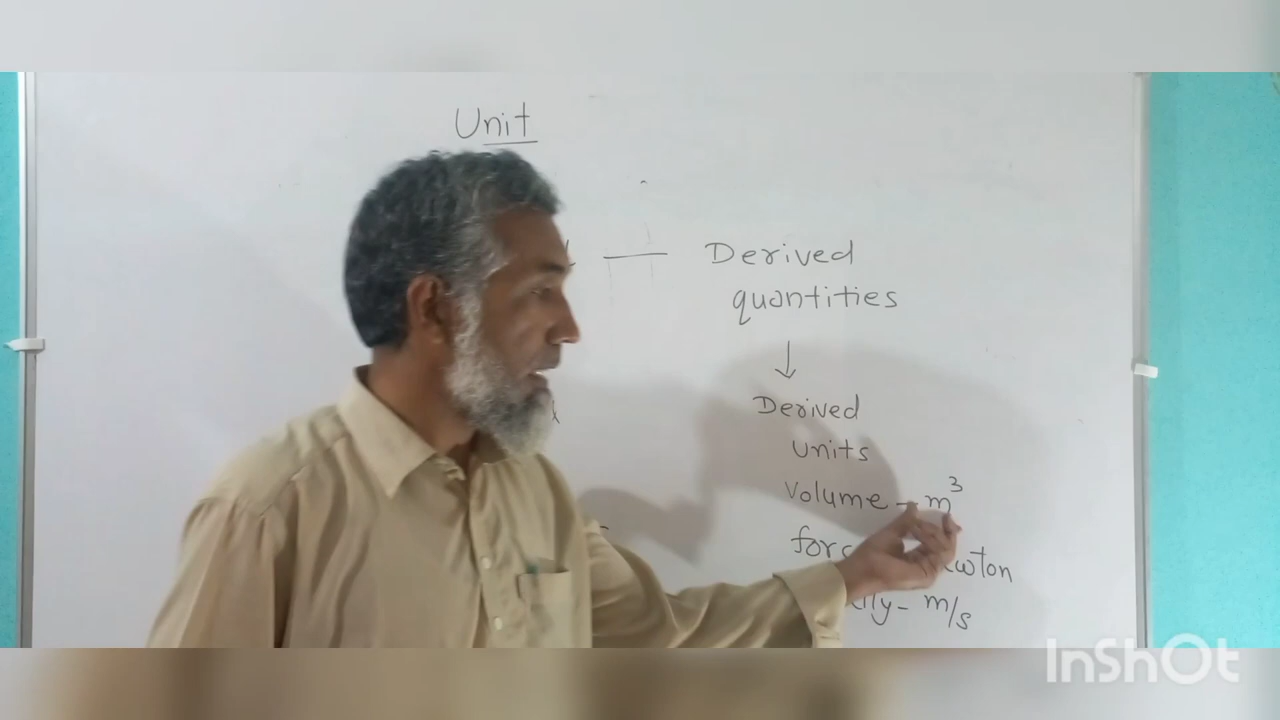 Unit
Derived
quantities
↓
Derived
units
Volume - m³
m/s
InShOt